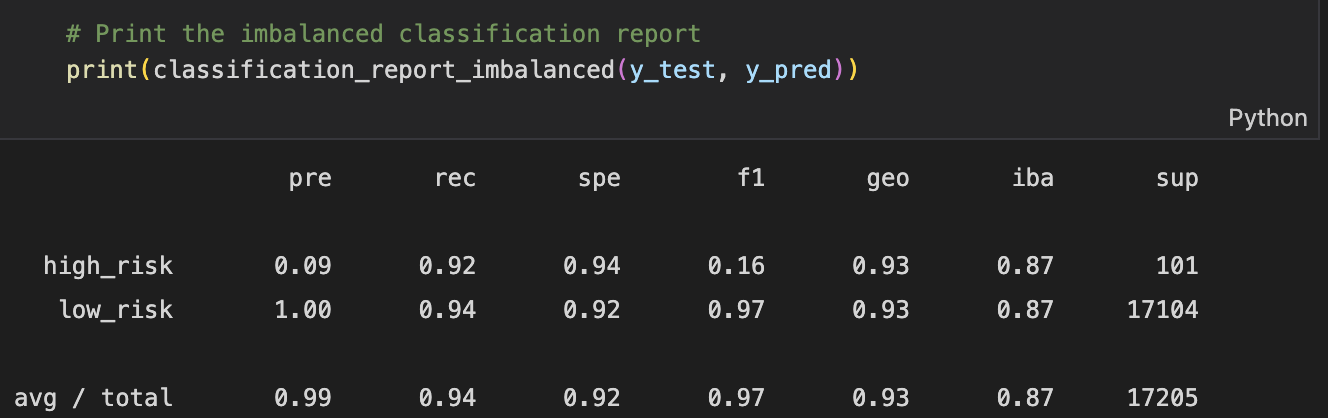 # Print the imbalanced classification report
print(classification_report_imbalanced(y_test, y_pred))
Python
pre rec spe f1 geo iba sup
high_risk 0.09 0.92 0.94 0.16 0.93 0.87 101
low_risk 1.00 0.94 0.92 0.97 0.93 0.87 17104
avg / total 0.99 0.94 0.92 0.97 0.93 0.87 17205